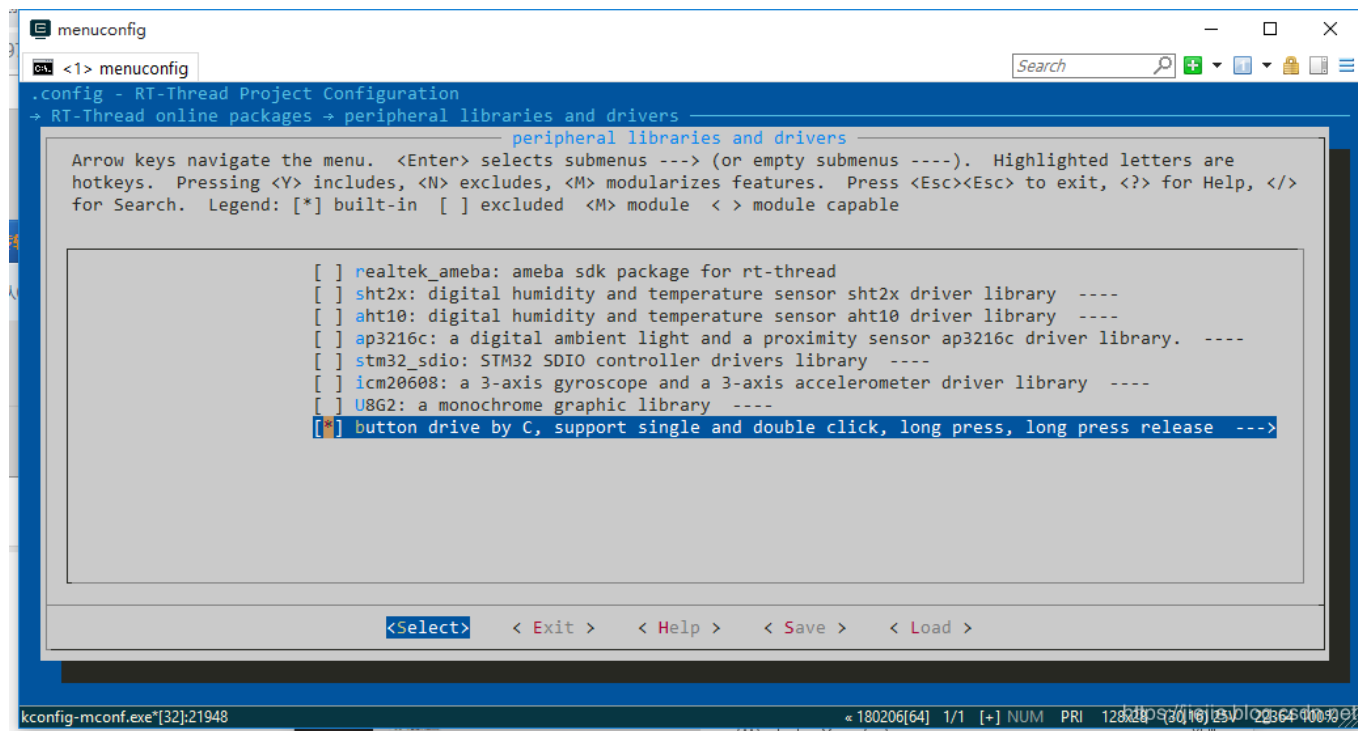 menuconfig
<1> menuconfig
Search
.config - RT-Thread Project Configuration
→ RT-Thread online packages → peripheral libraries and drivers
peripheral libraries and drivers
Arrow keys navigate the menu.  <Enter> selects submenus ---> (or empty submenus ----).  Highlighted letters are
hotkeys.  Pressing <Y> includes, <N> excludes, <M> modularizes features.  Press <Esc><Esc> to exit, <?> for Help, </>
for Search.  Legend: [*] built-in  [ ] excluded  <M> module  < > module capable
[ ] realtek_ameba: ameba sdk package for rt-thread
[ ] sht2x: digital humidity and temperature sensor sht2x driver library  ----
[ ] aht10: digital humidity and temperature sensor aht10 driver library  ----
[ ] ap3216c: a digital ambient light and a proximity sensor ap3216c driver library.  ----
[ ] stm32_sdio: STM32 SDIO controller drivers library  ----
[ ] icm20608: a 3-axis gyroscope and a 3-axis accelerometer driver library  ----
[ ] U8G2: a monochrome graphic library  ----
[*] button drive by C, support single and double click, long press, long press release  --->
<Select>    < Exit >    < Help >    < Save >    < Load >
kconfig-mconf.exe*[32]:21948    « 180206[64]  1/1  [+] NUM  PRI  128x28  (30,16) 25V  22364 100%